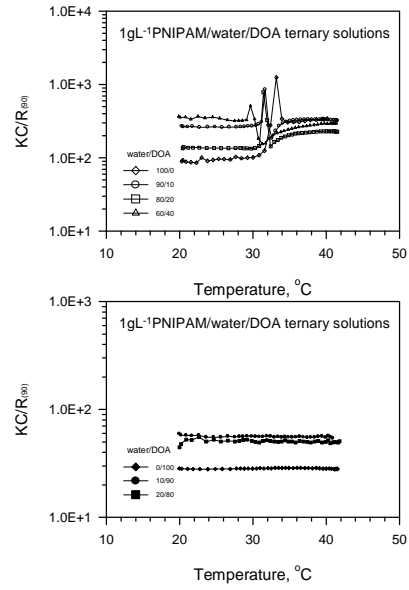 1gL-1PNIPAM/water/DOA ternary solutions
1.0E+4
1.0E+3
1.0E+2
1.0E+1
KC/R(90)
water/DOA
100/0
90/10
80/20
60/40
10 20 30 40 50
Temperature, oC
1gL-1PNIPAM/water/DOA ternary solutions
1.0E+3
1.0E+2
1.0E+1
KC/R(90)
water/DOA
0/100
10/90
20/80
10 20 30 40 50
Temperature, oC